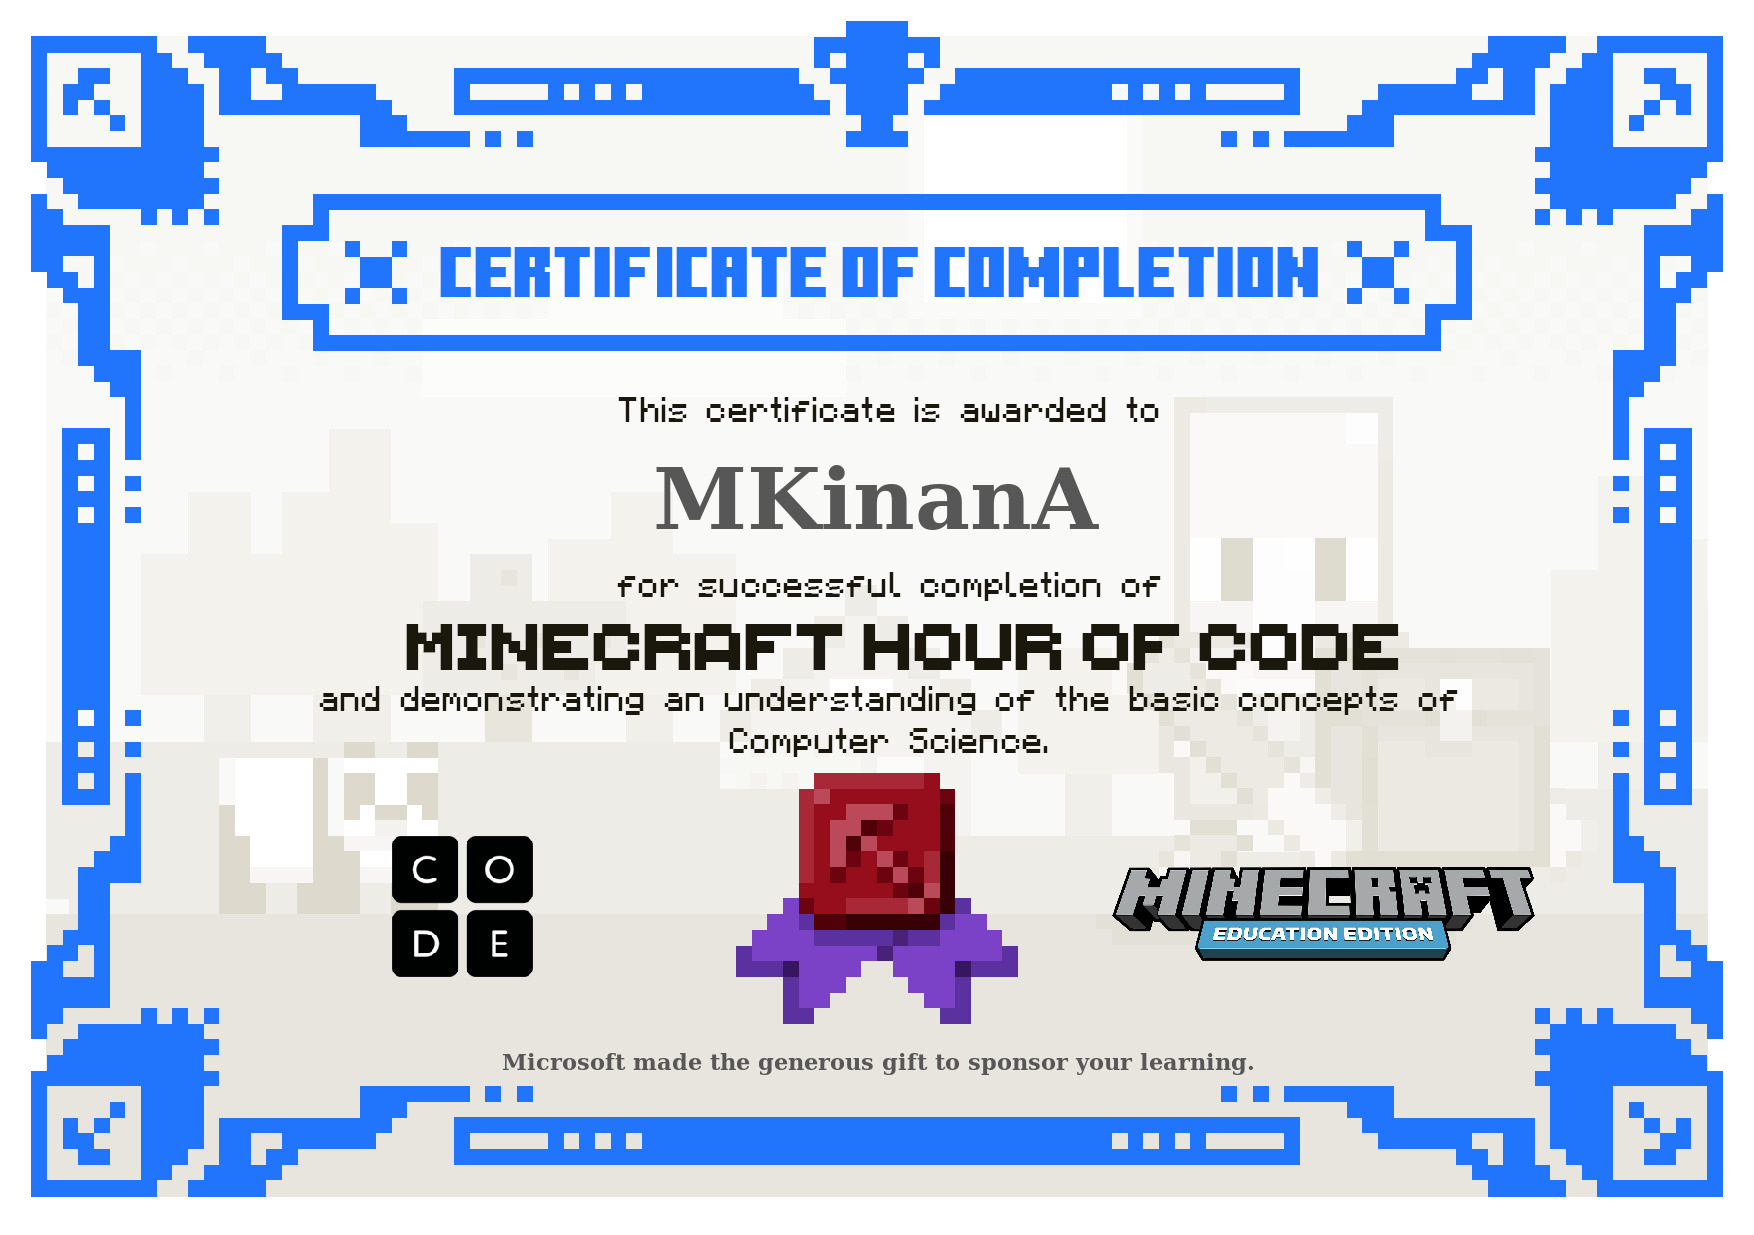 CERTIFICATE OF COMPLETION
This certificate is awarded to
MKinanA
for successful completion of
MINECRAFT HOUR OF CODE
and demonstrating an understanding of the basic concepts of
Computer Science.
C O
D E
MINECRAFT
EDUCATION EDITION
Microsoft made the generous gift to sponsor your learning.